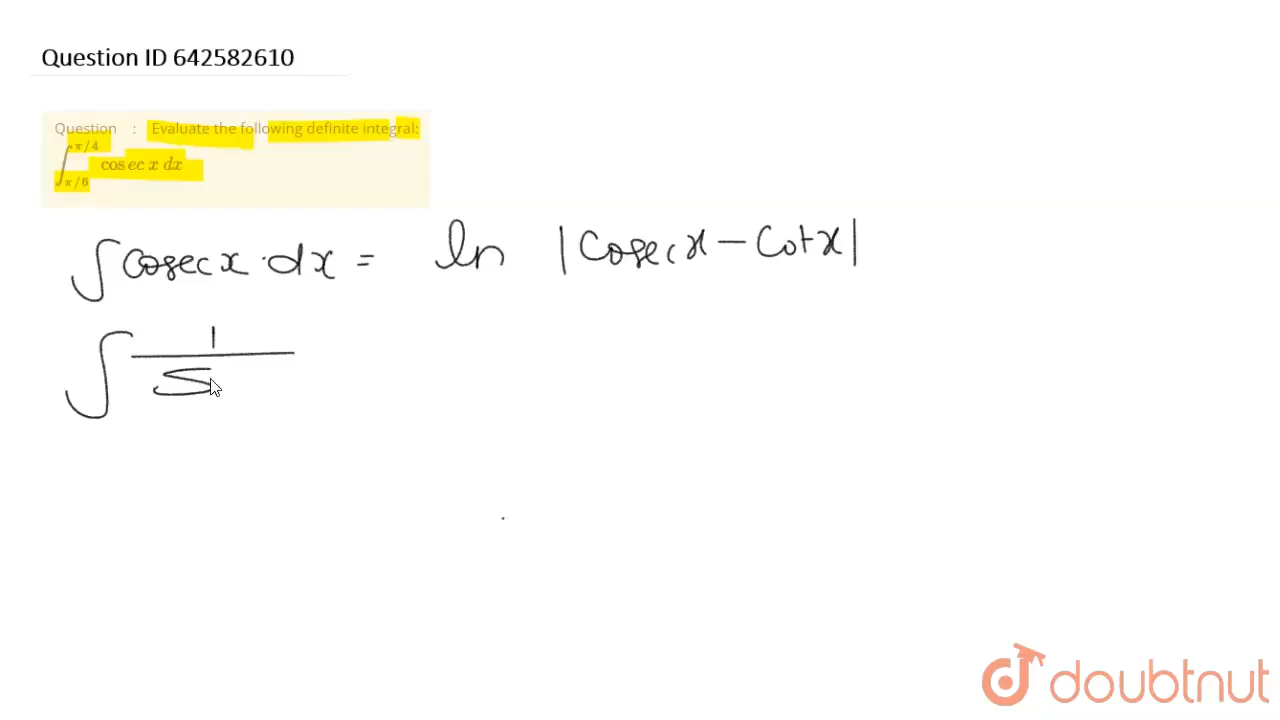 Question ID 642582610
Question : Evaluate the following definite integral:
∫_{π/6}^{π/4} cosec x dx
∫ Cosec x · dx = ln |Cosec x − Cot x|
∫ 1/S
doubtnut